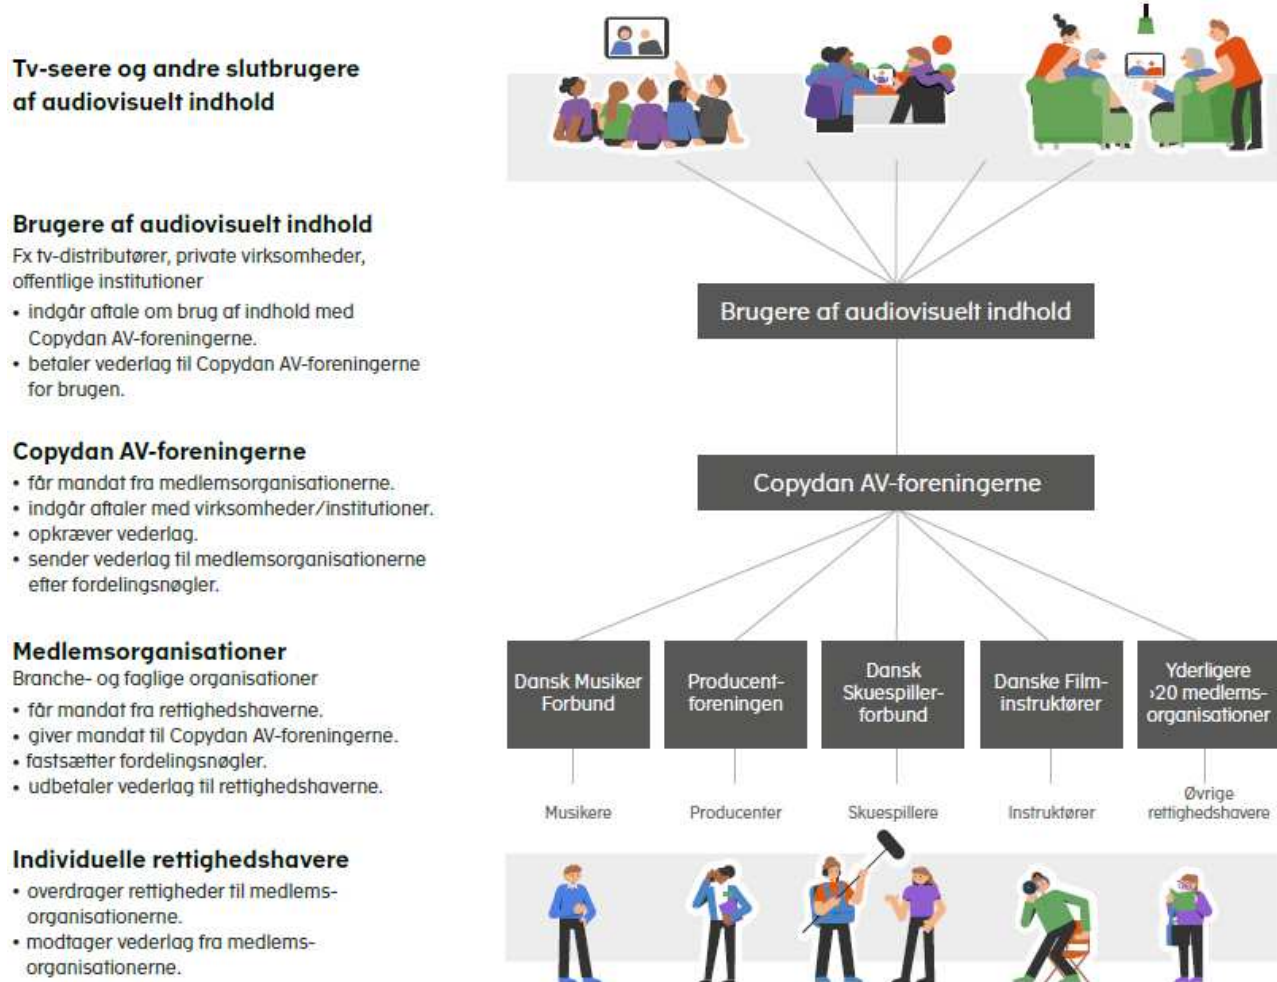 Tv-seere og andre slutbrugere
af audiovisuelt indhold
Brugere af audiovisuelt indhold
Fx tv-distributører, private virksomheder,
offentlige institutioner
• indgår aftale om brug af indhold med
Copydan AV-foreningerne.
• betaler vederlag til Copydan AV-foreningerne
for brugen.
Brugere af audiovisuelt indhold
Copydan AV-foreningerne
• får mandat fra medlemsorganisationerne.
• indgår aftaler med virksomheder/institutioner.
• opkræver vederlag.
• sender vederlag til medlemsorganisationerne
efter fordelingsnøgler.
Copydan AV-foreningerne
Medlemsorganisationer
Branche- og faglige organisationer
• får mandat fra rettighedshaverne.
• giver mandat til Copydan AV-foreningerne.
• fastsætter fordelingsnøgler.
• udbetaler vederlag til rettighedshaverne.
Dansk Musiker
Forbund
Producent-
foreningen
Dansk
Skuespiller-
forbund
Danske Film-
instruktører
Yderligere
›20 medlems-
organisationer
Musikere
Producenter
Skuespillere
Instruktører
Øvrige
rettighedshavere
Individuelle rettighedshavere
• overdrager rettigheder til medlems-
organisationerne.
• modtager vederlag fra medlems-
organisationerne.